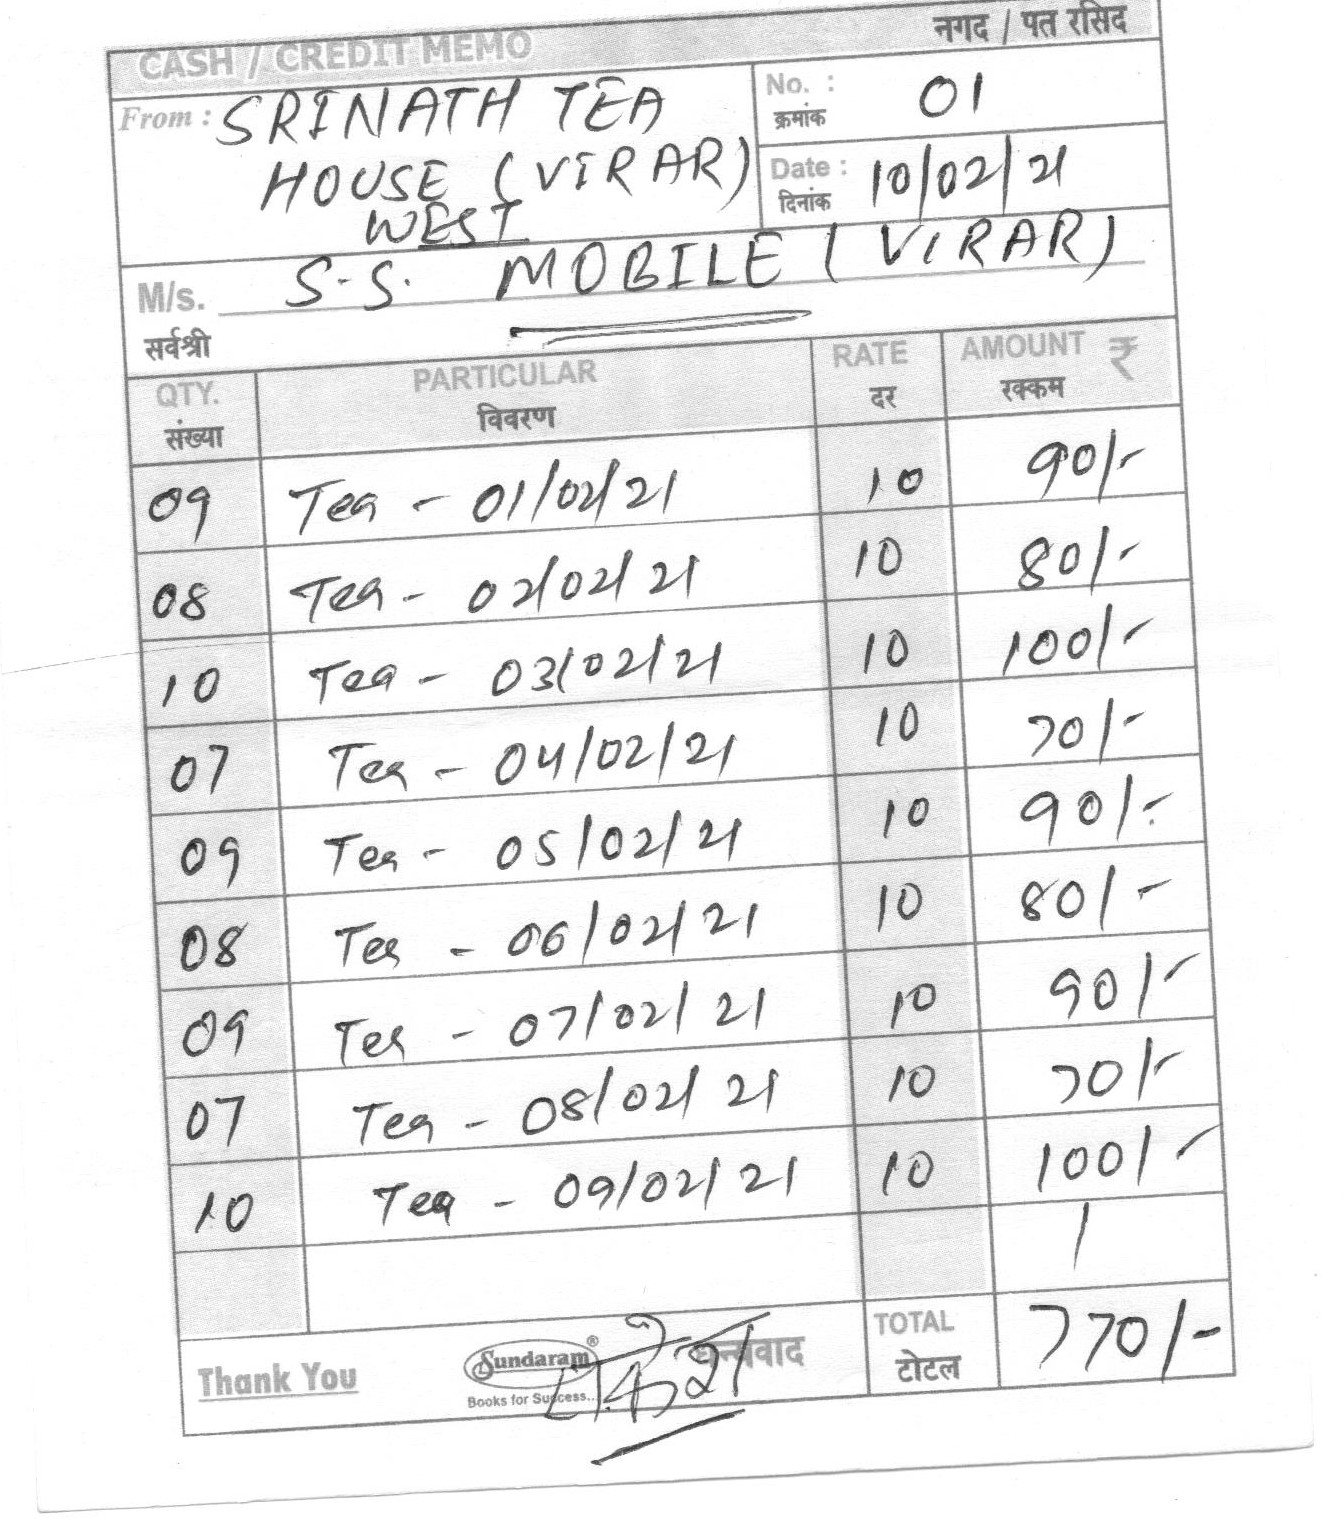 CASH / CREDIT MEMO नगद / पत रसिद
From : SRINATH TEA
HOUSE (VIRAR)
WEST
No. : 01
क्रमांक
Date : 10/02/21
दिनांक
M/s. S.S. MOBILE (VIRAR)
सर्वश्री
QTY. PARTICULAR RATE AMOUNT ₹
संख्या विवरण दर रक्कम
09 Tea - 01/02/21 10 90/-
08 Tea - 02/02/21 10 80/-
10 Tea - 03/02/21 10 100/-
07 Tea - 04/02/21 10 70/-
09 Tea - 05/02/21 10 90/-
08 Tea - 06/02/21 10 80/-
09 Tea - 07/02/21 10 90/-
07 Tea - 08/02/21 10 70/-
10 Tea - 09/02/21 10 100/-
Thank You Sundaram® धन्यवाद
Books for Success...
TOTAL 770/-
टोटल